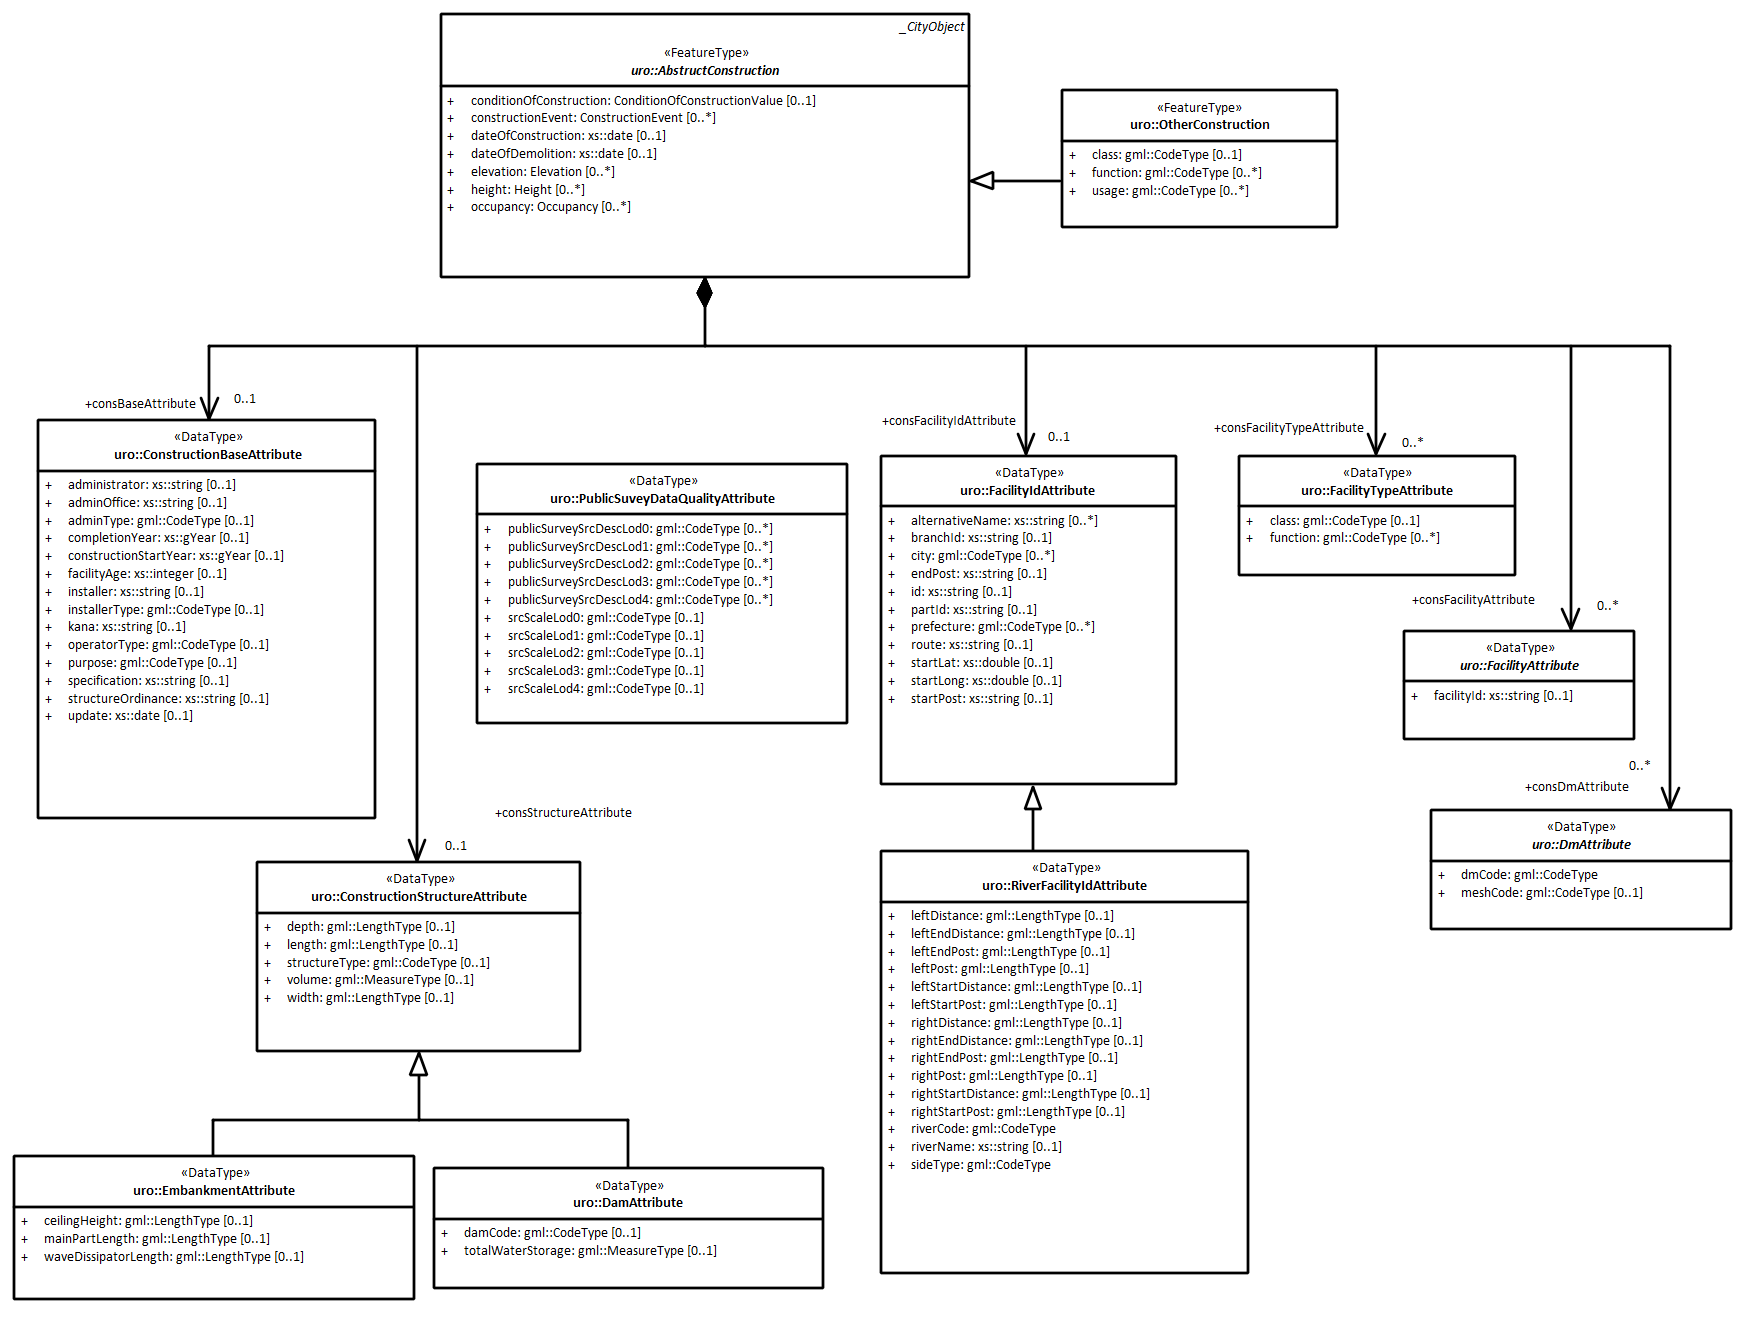 _CityObject
«FeatureType»
uro::AbstructConstruction
+ conditionOfConstruction: ConditionOfConstructionValue [0..1]
+ constructionEvent: ConstructionEvent [0..*]
+ dateOfConstruction: xs::date [0..1]
+ dateOfDemolition: xs::date [0..1]
+ elevation: Elevation [0..*]
+ height: Height [0..*]
+ occupancy: Occupancy [0..*]
«FeatureType»
uro::OtherConstruction
+ class: gml::CodeType [0..1]
+ function: gml::CodeType [0..*]
+ usage: gml::CodeType [0..*]
+consBaseAttribute
0..1
«DataType»
uro::ConstructionBaseAttribute
+ administrator: xs::string [0..1]
+ adminOffice: xs::string [0..1]
+ adminType: gml::CodeType [0..1]
+ completionYear: xs::gYear [0..1]
+ constructionStartYear: xs::gYear [0..1]
+ facilityAge: xs::integer [0..1]
+ installer: xs::string [0..1]
+ installerType: gml::CodeType [0..1]
+ kana: xs::string [0..1]
+ operatorType: gml::CodeType [0..1]
+ purpose: gml::CodeType [0..1]
+ specification: xs::string [0..1]
+ structureOrdinance: xs::string [0..1]
+ update: xs::date [0..1]
«DataType»
uro::PublicSuveyDataQualityAttribute
+ publicSurveySrcDescLod0: gml::CodeType [0..*]
+ publicSurveySrcDescLod1: gml::CodeType [0..*]
+ publicSurveySrcDescLod2: gml::CodeType [0..*]
+ publicSurveySrcDescLod3: gml::CodeType [0..*]
+ publicSurveySrcDescLod4: gml::CodeType [0..*]
+ srcScaleLod0: gml::CodeType [0..1]
+ srcScaleLod1: gml::CodeType [0..1]
+ srcScaleLod2: gml::CodeType [0..1]
+ srcScaleLod3: gml::CodeType [0..1]
+ srcScaleLod4: gml::CodeType [0..1]
+consFacilityIdAttribute
0..1
«DataType»
uro::FacilityIdAttribute
+ alternativeName: xs::string [0..*]
+ branchId: xs::string [0..1]
+ city: gml::CodeType [0..*]
+ endPost: xs::string [0..1]
+ id: xs::string [0..1]
+ partId: xs::string [0..1]
+ prefecture: gml::CodeType [0..*]
+ route: xs::string [0..1]
+ startLat: xs::double [0..1]
+ startLong: xs::double [0..1]
+ startPost: xs::string [0..1]
+consFacilityTypeAttribute
0..*
«DataType»
uro::FacilityTypeAttribute
+ class: gml::CodeType [0..1]
+ function: gml::CodeType [0..*]
+consFacilityAttribute
0..*
«DataType»
uro::FacilityAttribute
+ facilityId: xs::string [0..1]
0..*
+consDmAttribute
«DataType»
uro::DmAttribute
+ dmCode: gml::CodeType
+ meshCode: gml::CodeType [0..1]
+consStructureAttribute
0..1
«DataType»
uro::ConstructionStructureAttribute
+ depth: gml::LengthType [0..1]
+ length: gml::LengthType [0..1]
+ structureType: gml::CodeType [0..1]
+ volume: gml::MeasureType [0..1]
+ width: gml::LengthType [0..1]
«DataType»
uro::RiverFacilityIdAttribute
+ leftDistance: gml::LengthType [0..1]
+ leftEndDistance: gml::LengthType [0..1]
+ leftEndPost: gml::LengthType [0..1]
+ leftPost: gml::LengthType [0..1]
+ leftStartDistance: gml::LengthType [0..1]
+ leftStartPost: gml::LengthType [0..1]
+ rightDistance: gml::LengthType [0..1]
+ rightEndDistance: gml::LengthType [0..1]
+ rightEndPost: gml::LengthType [0..1]
+ rightPost: gml::LengthType [0..1]
+ rightStartDistance: gml::LengthType [0..1]
+ rightStartPost: gml::LengthType [0..1]
+ riverCode: gml::CodeType
+ riverName: xs::string [0..1]
+ sideType: gml::CodeType
«DataType»
uro::EmbankmentAttribute
+ ceilingHeight: gml::LengthType [0..1]
+ mainPartLength: gml::LengthType [0..1]
+ waveDissipatorLength: gml::LengthType [0..1]
«DataType»
uro::DamAttribute
+ damCode: gml::CodeType [0..1]
+ totalWaterStorage: gml::MeasureType [0..1]